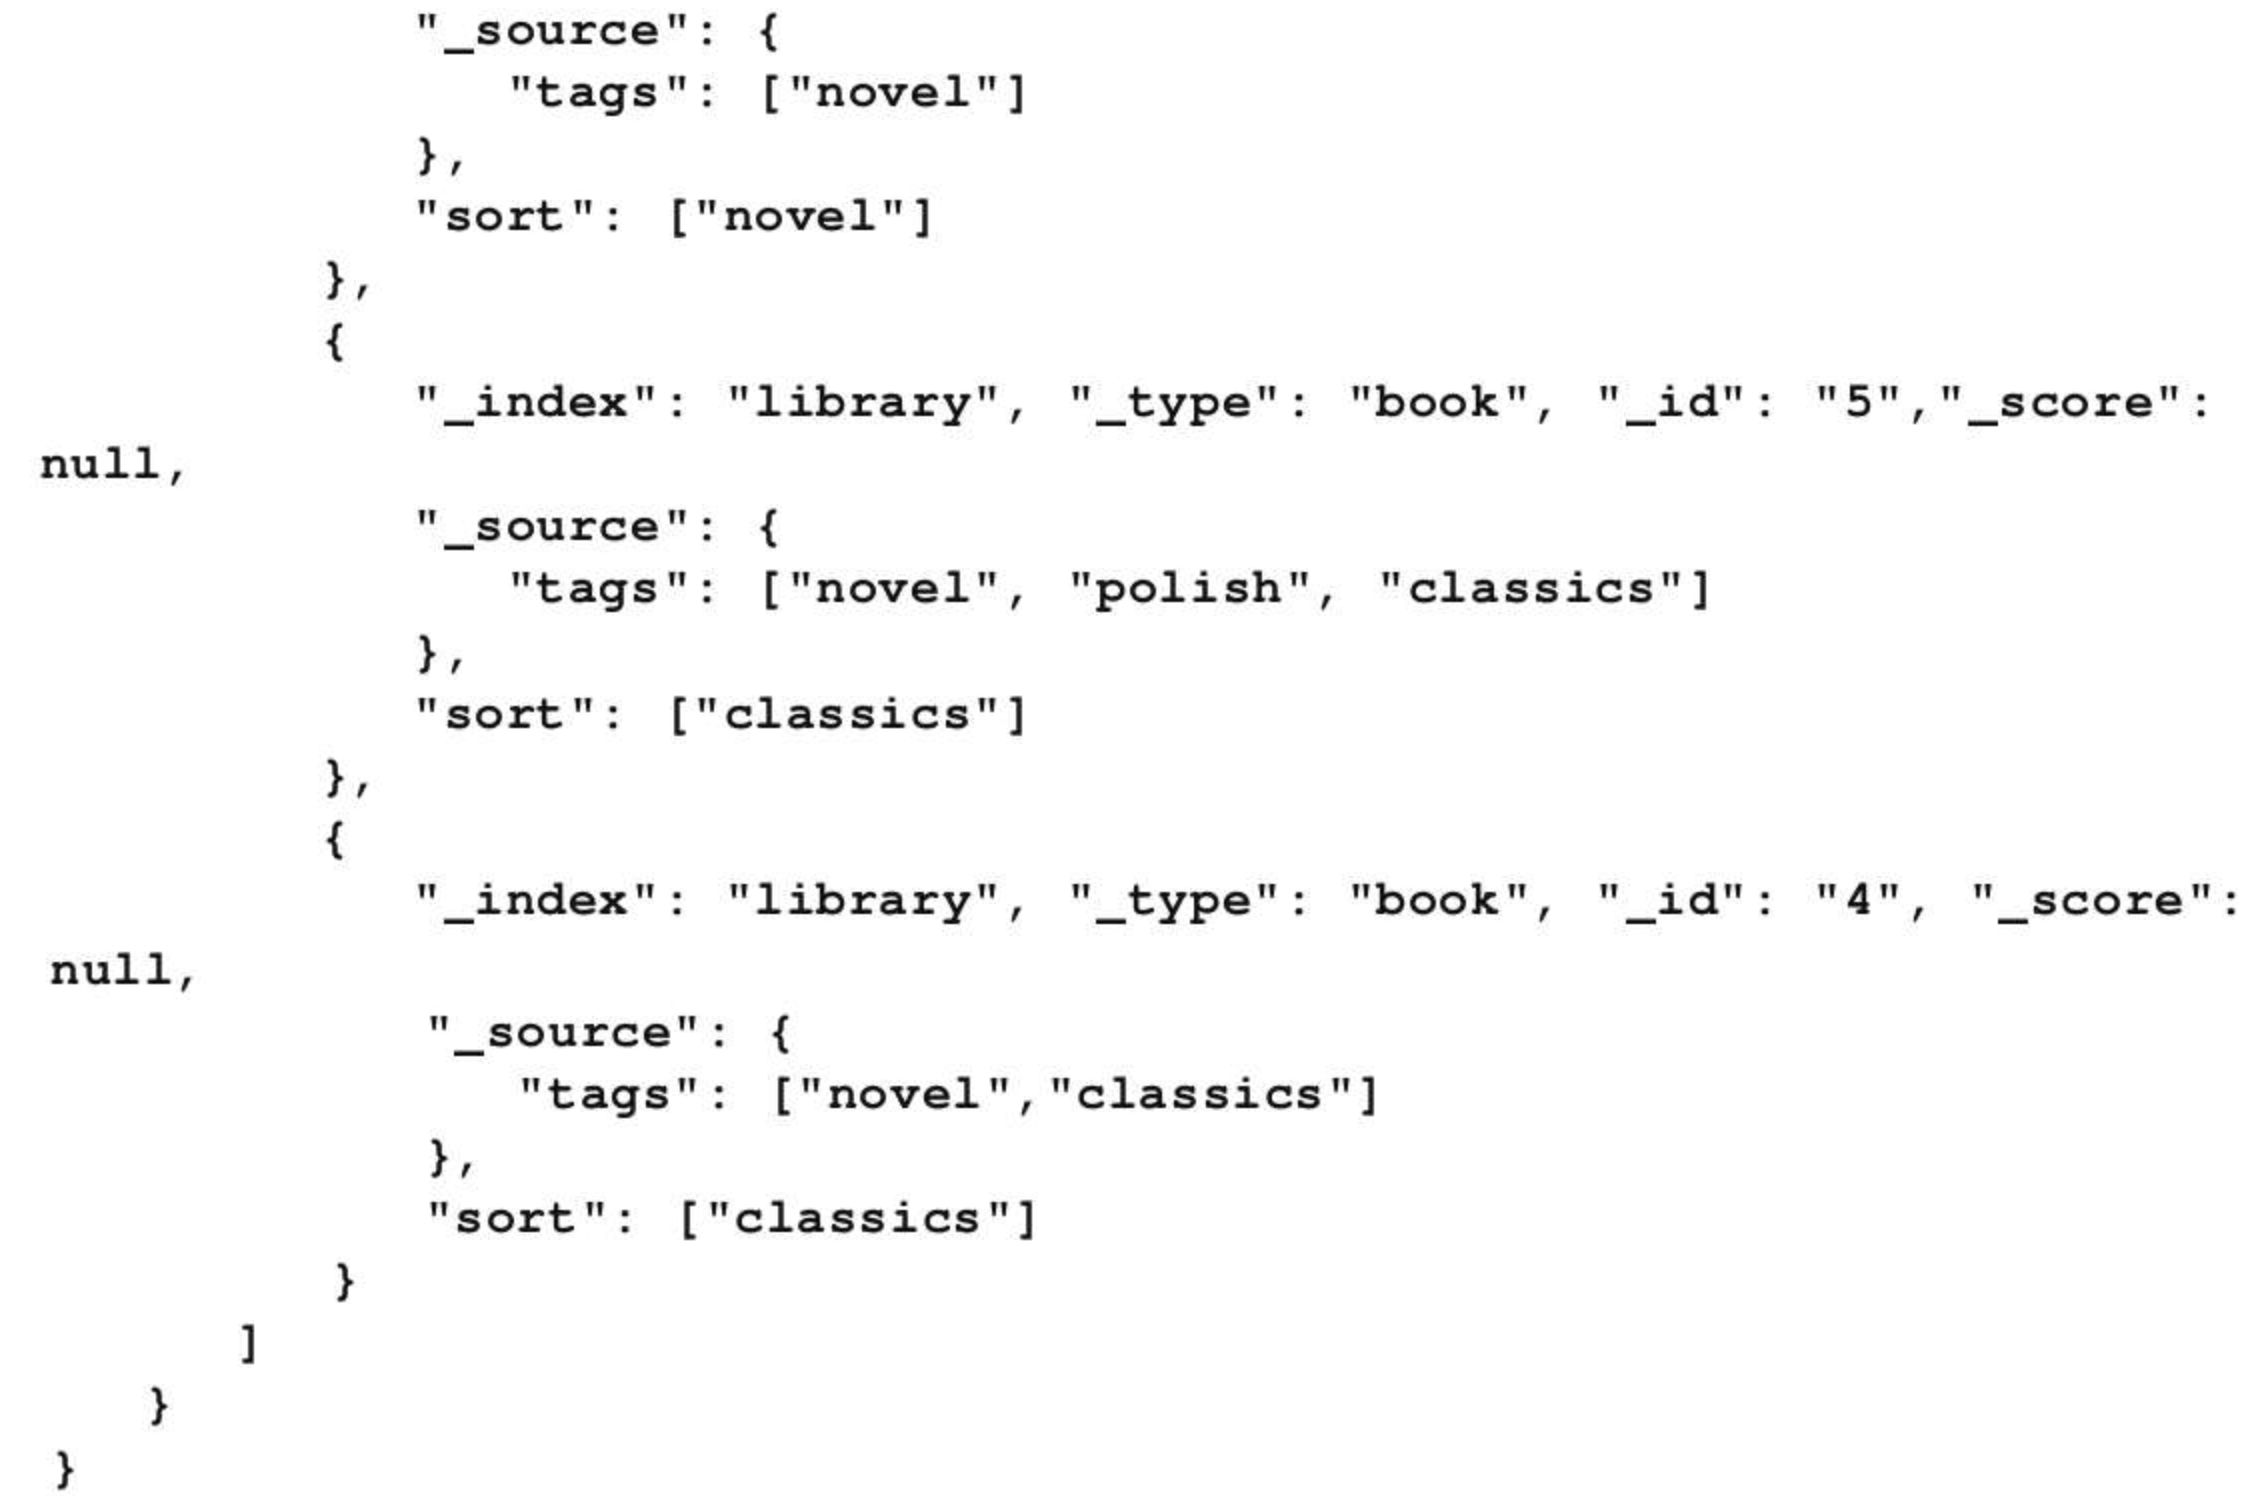 "_source": {
"tags": ["novel"]
},
"sort": ["novel"]
},
{
"_index": "library", "_type": "book", "_id": "5","_score":
null,
"_source": {
"tags": ["novel", "polish", "classics"]
},
"sort": ["classics"]
},
{
"_index": "library", "_type": "book", "_id": "4", "_score":
null,
"_source": {
"tags": ["novel","classics"]
},
"sort": ["classics"]
}
]
}
}